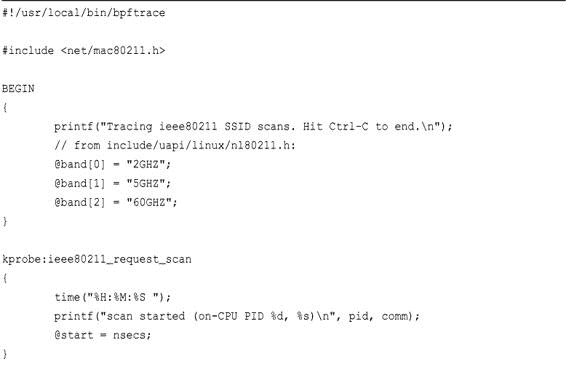 #!/usr/local/bin/bpftrace
#include <net/mac80211.h>
BEGIN
{
        printf("Tracing ieee80211 SSID scans. Hit Ctrl-C to end.\n");
        // from include/uapi/linux/nl80211.h:
        @band[0] = "2GHZ";
        @band[1] = "5GHZ";
        @band[2] = "60GHZ";
}
kprobe:ieee80211_request_scan
{
        time("%H:%M:%S ");
        printf("scan started (on-CPU PID %d, %s)\n", pid, comm);
        @start = nsecs;
}